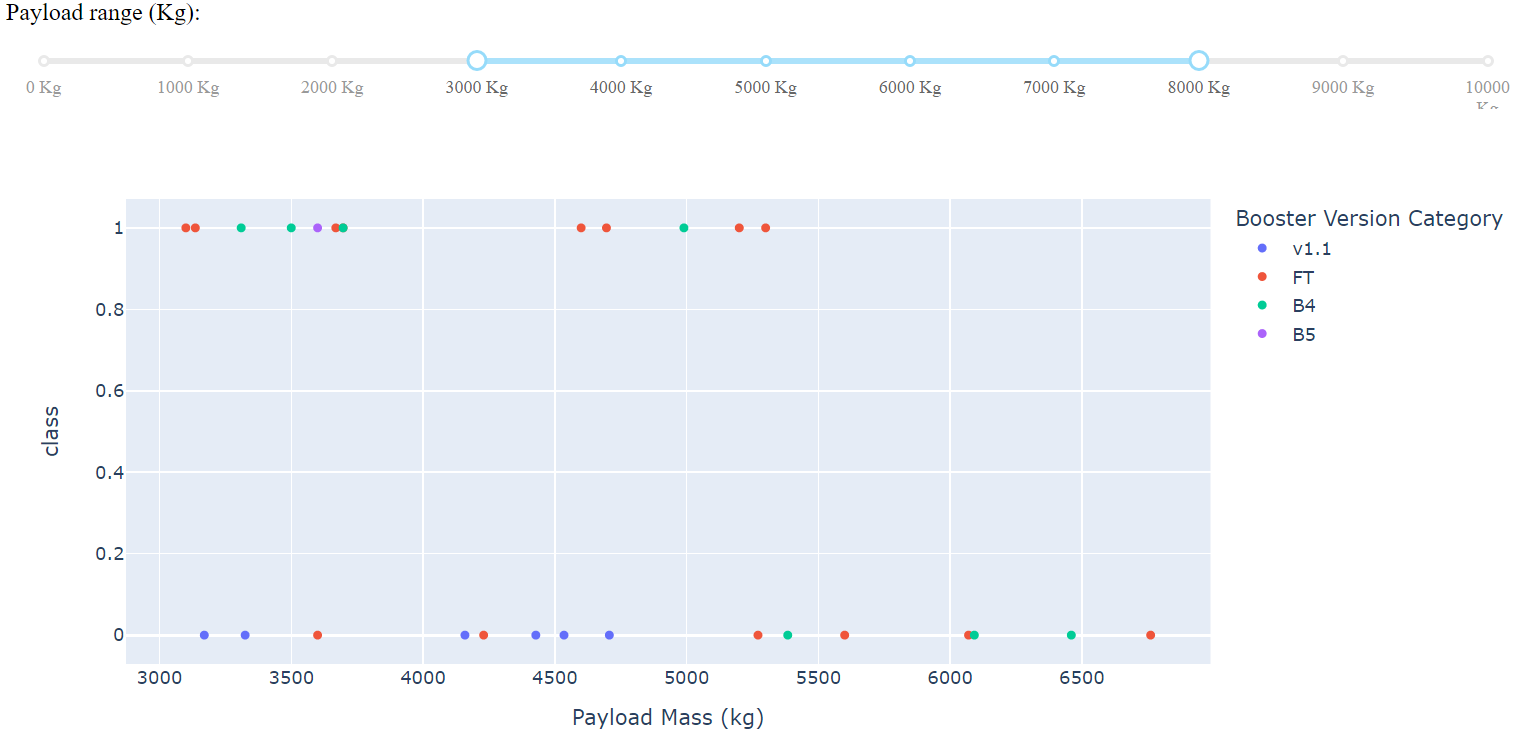 Payload range (Kg):
0 Kg 1000 Kg 2000 Kg 3000 Kg 4000 Kg 5000 Kg 6000 Kg 7000 Kg 8000 Kg 9000 Kg 10000
Kg
Booster Version Category
v1.1
FT
B4
B5
1
0.8
0.6
0.4
0.2
0
class
3000 3500 4000 4500 5000 5500 6000 6500
Payload Mass (kg)